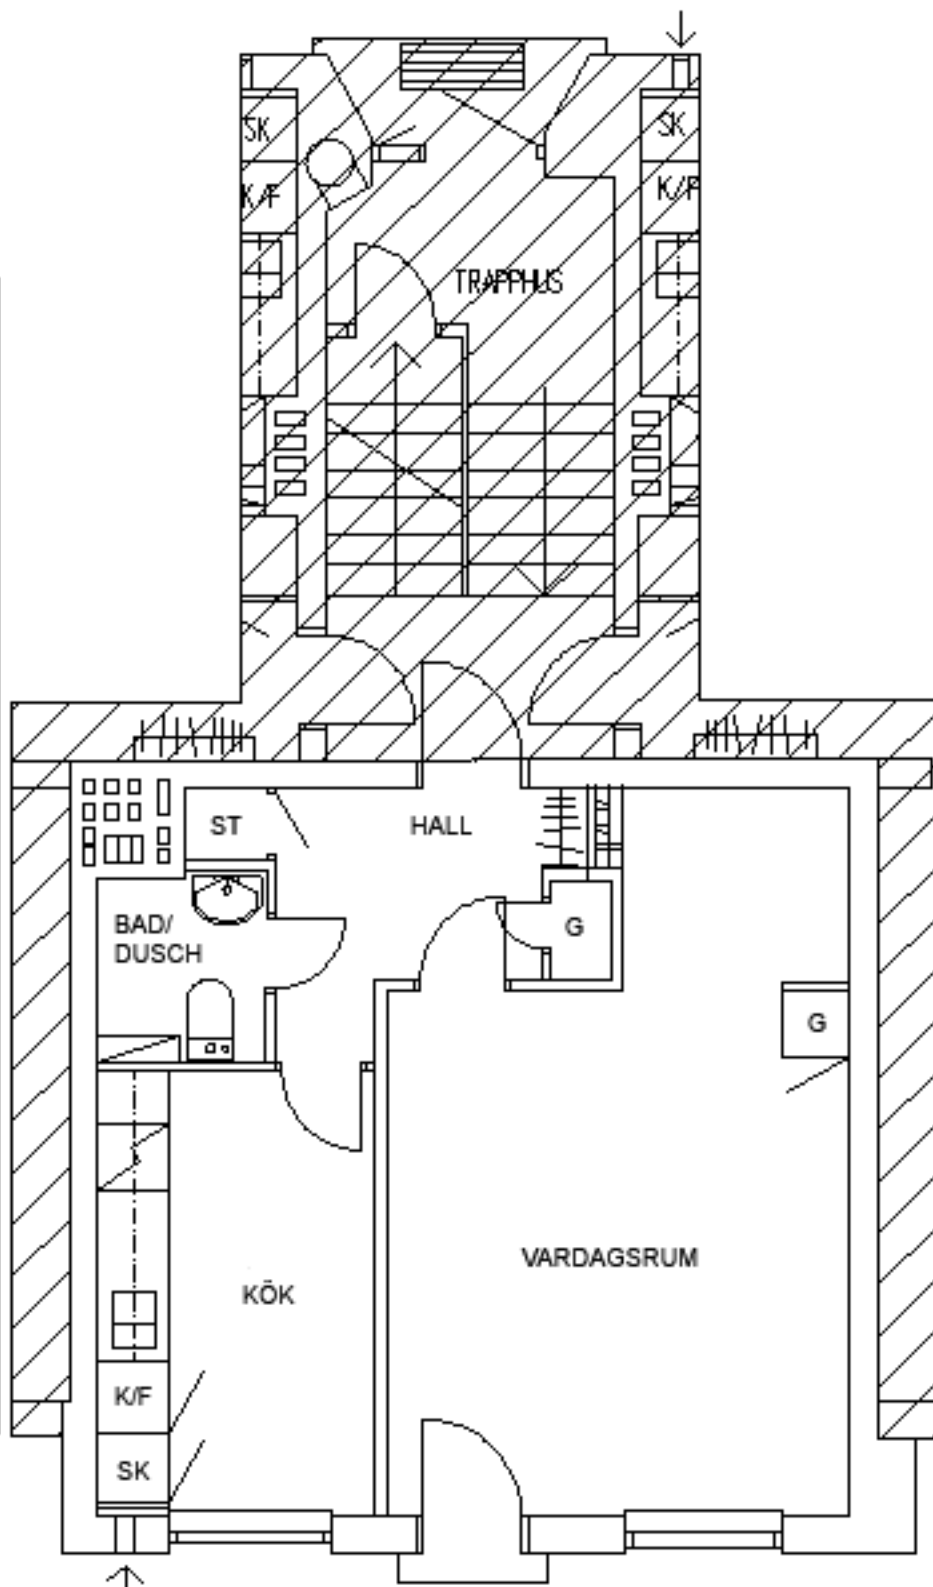 SK
SK
K/F
K/F
TRAPPHUS
ST
HALL
BAD/
DUSCH
G
G
VARDAGSRUM
KÖK
K/F
SK